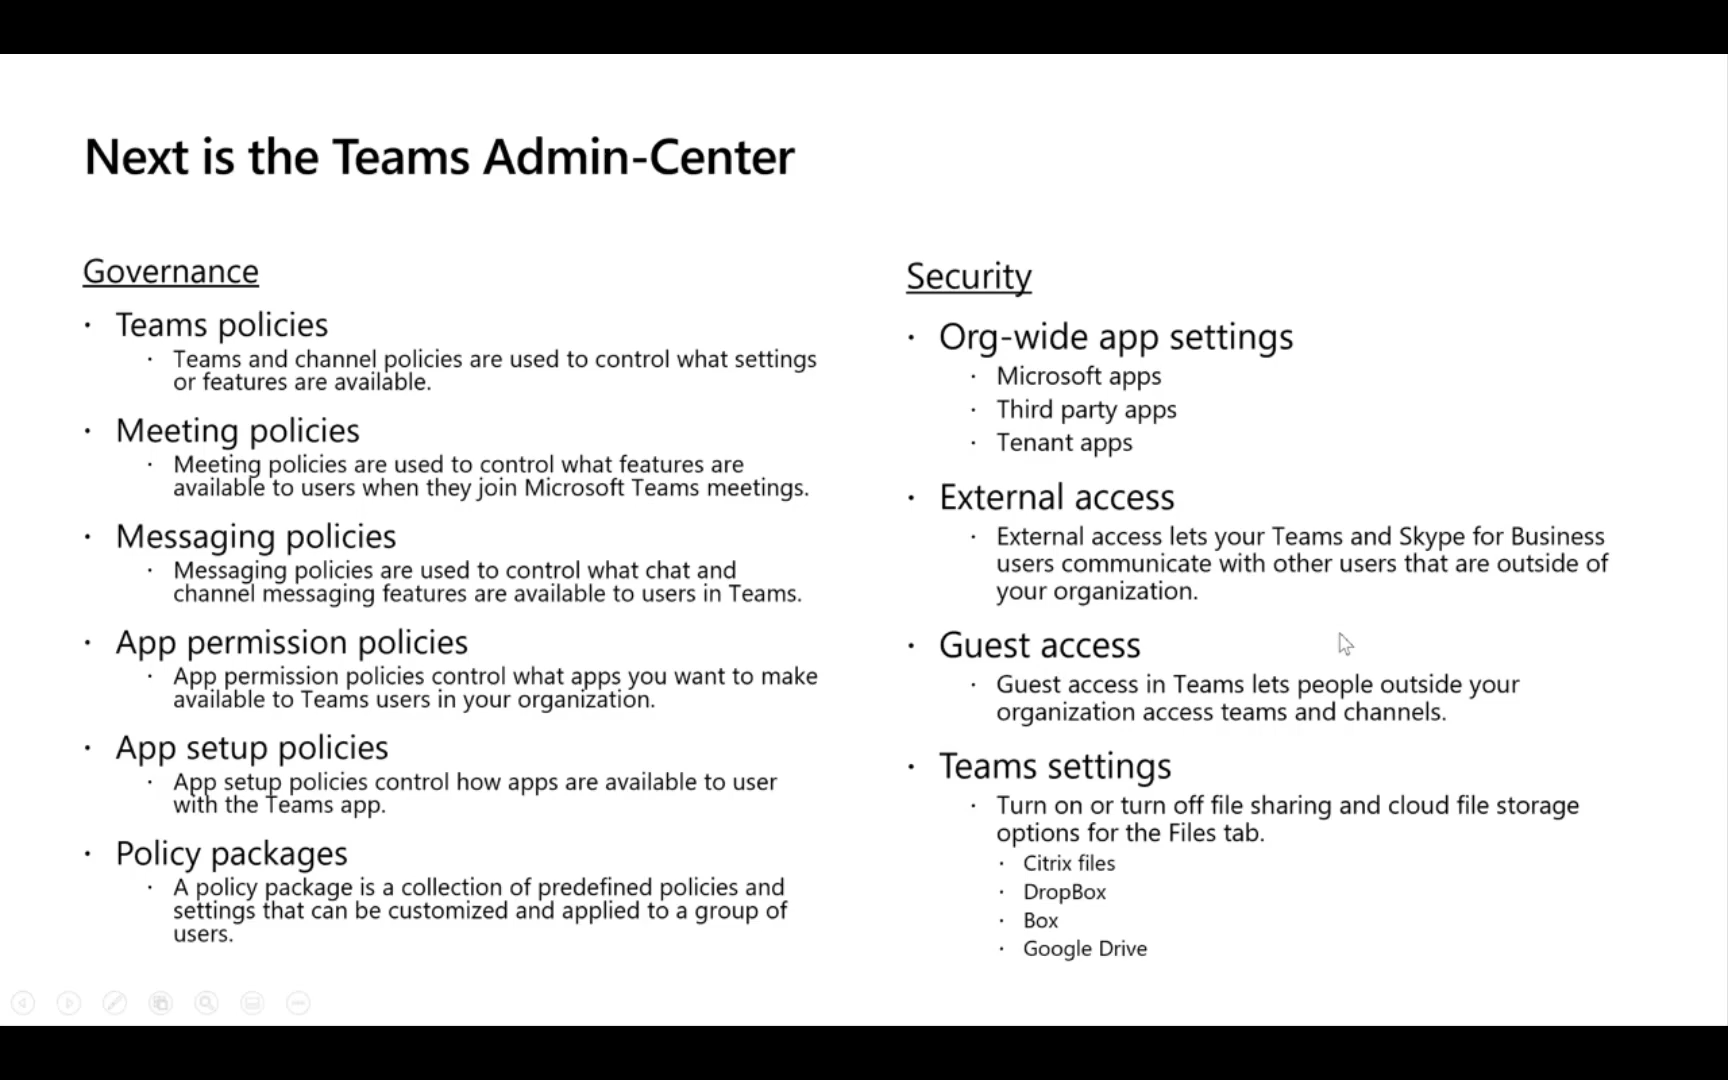 Next is the Teams Admin-Center
Governance
· Teams policies
· Teams and channel policies are used to control what settings
or features are available.
· Meeting policies
· Meeting policies are used to control what features are
available to users when they join Microsoft Teams meetings.
· Messaging policies
· Messaging policies are used to control what chat and
channel messaging features are available to users in Teams.
· App permission policies
· App permission policies control what apps you want to make
available to Teams users in your organization.
· App setup policies
· App setup policies control how apps are available to user
with the Teams app.
· Policy packages
· A policy package is a collection of predefined policies and
settings that can be customized and applied to a group of
users.
Security
· Org-wide app settings
· Microsoft apps
· Third party apps
· Tenant apps
· External access
· External access lets your Teams and Skype for Business
users communicate with other users that are outside of
your organization.
· Guest access
· Guest access in Teams lets people outside your
organization access teams and channels.
· Teams settings
· Turn on or turn off file sharing and cloud file storage
options for the Files tab.
· Citrix files
· DropBox
· Box
· Google Drive